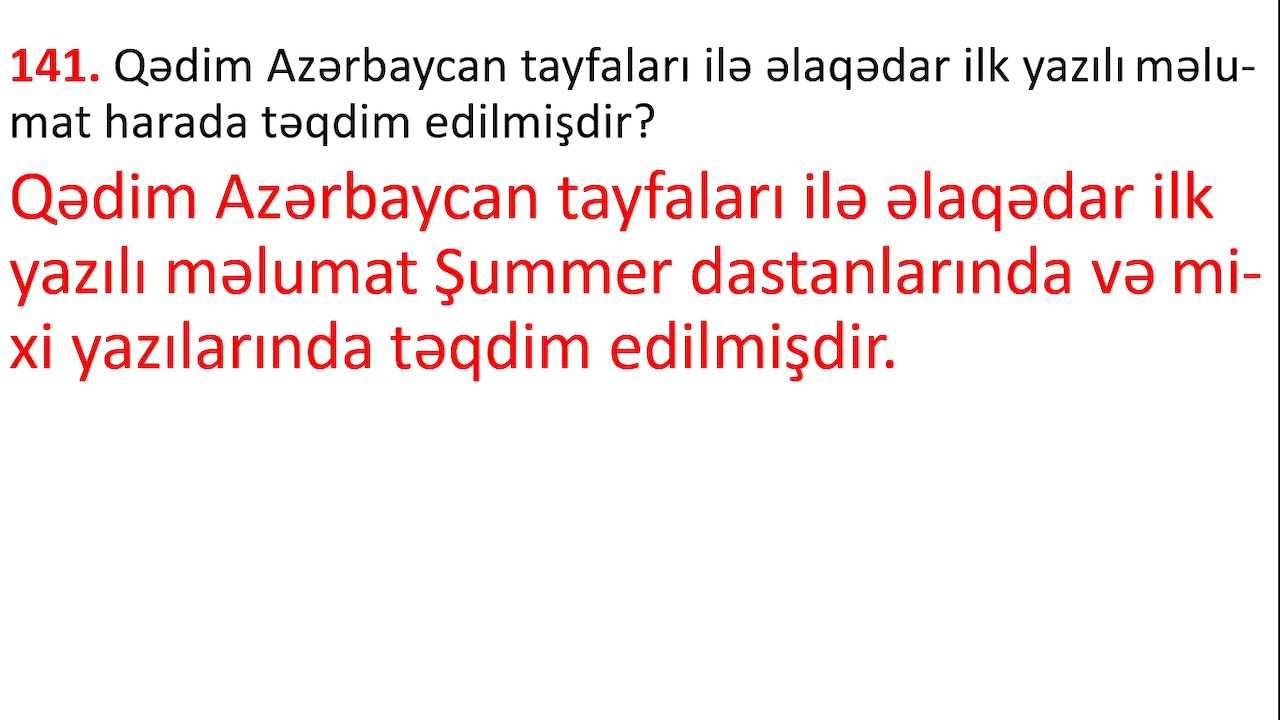 141. Qədim Azərbaycan tayfaları ilə əlaqədar ilk yazılı məlu-
mat harada təqdim edilmişdir?
Qədim Azərbaycan tayfaları ilə əlaqədar ilk
yazılı məlumat Şummer dastanlarında və mi-
xi yazılarında təqdim edilmişdir.